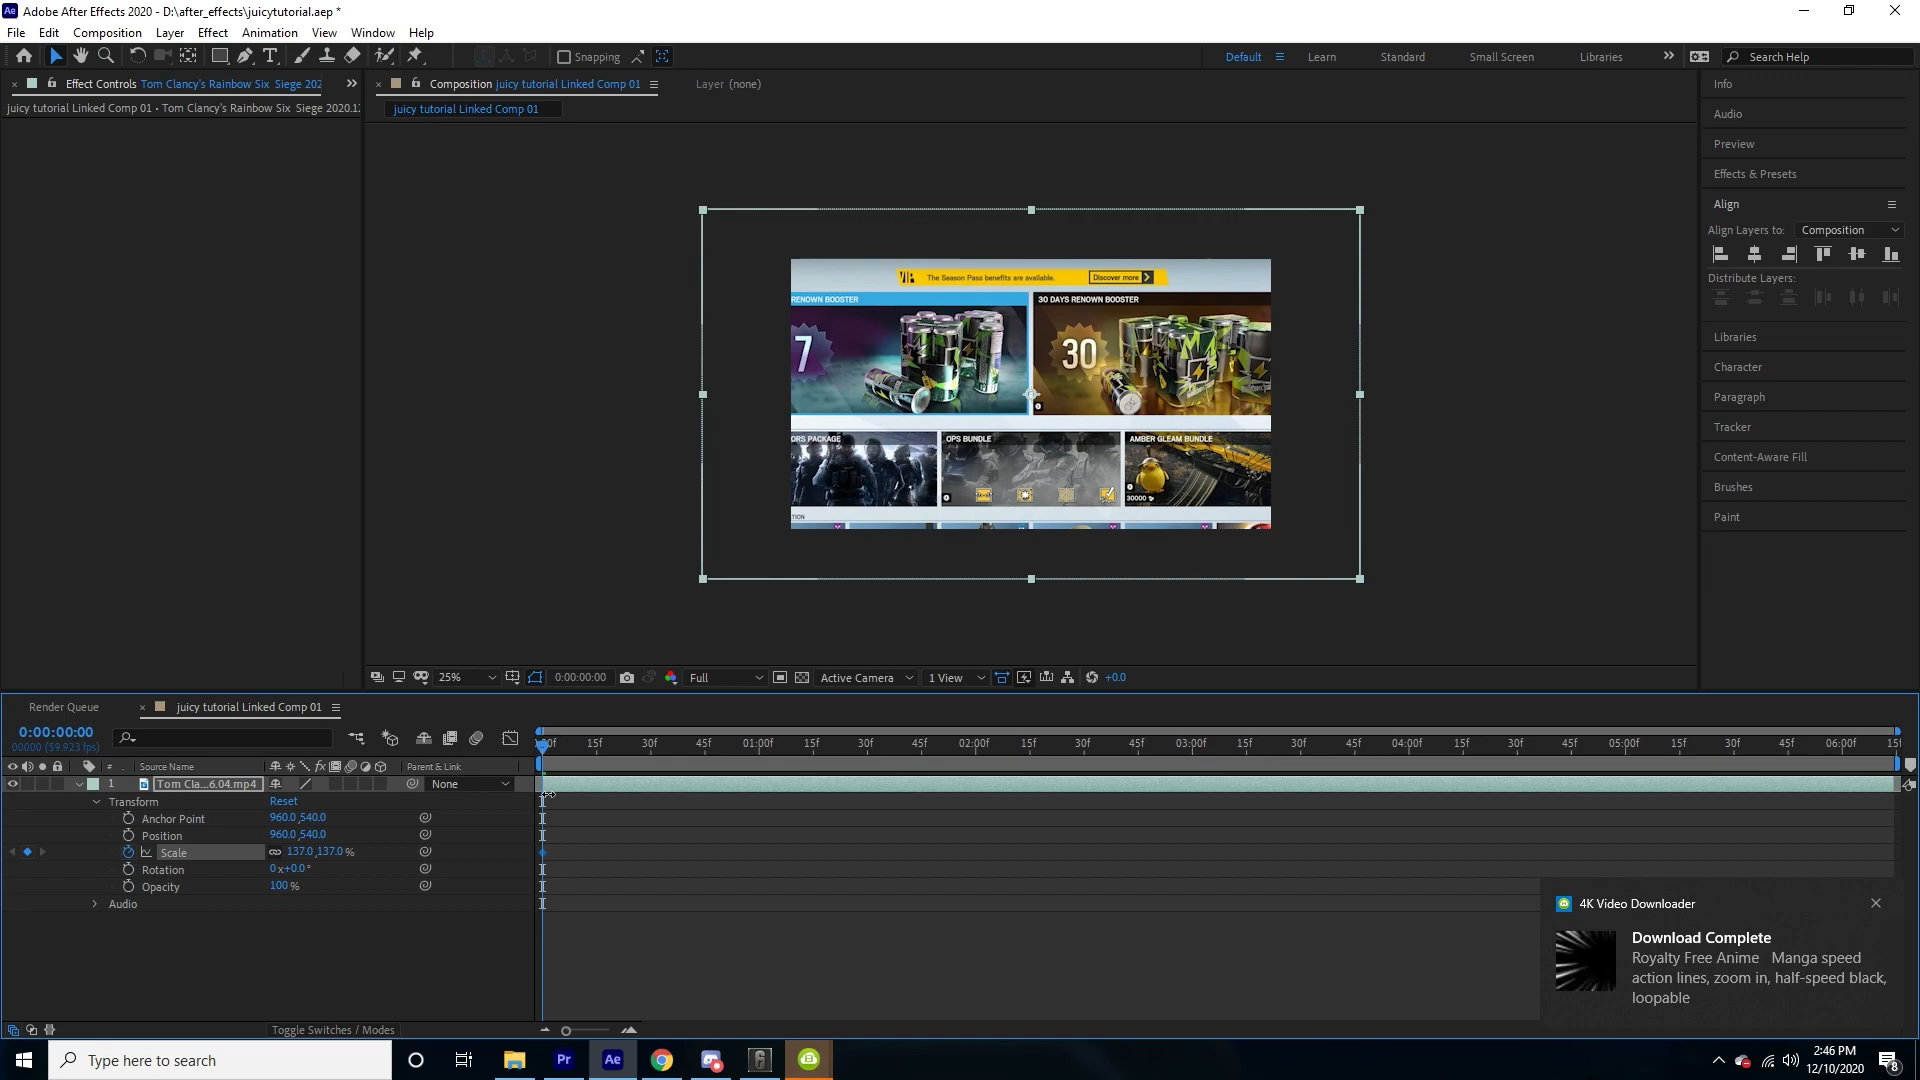 Adobe After Effects 2020 - D:\after_effects\juicytutorial.aep *
File Edit Composition Layer Effect Animation View Window Help
Snapping
Default Learn Standard Small Screen Libraries Search Help
Effect Controls Tom Clancy's Rainbow Six Siege 202
Composition juicy tutorial Linked Comp 01
Layer (none)
juicy tutorial Linked Comp 01 • Tom Clancy's Rainbow Six Siege 2020.12
juicy tutorial Linked Comp 01
Info
Audio
Preview
Effects & Presets
Align
Align Layers to: Composition
Distribute Layers:
Libraries
Character
Paragraph
Tracker
Content-Aware Fill
Brushes
Paint
The Season Pass benefits are available. Discover more
RENOWN BOOSTER
30 DAYS RENOWN BOOSTER
7
30
ORS PACKAGE
OPS BUNDLE
AMBER GLEAM BUNDLE
30000
TION
25% 0:00:00:00 Full Active Camera 1 View +0.0
Render Queue juicy tutorial Linked Comp 01
0:00:00:00
00000 (59.923 fps)
:00f 15f 30f 45f 01:00f 15f 30f 45f 02:00f 15f 30f 45f 03:00f 15f 30f 45f 04:00f 15f 30f 45f 05:00f 15f 30f 45f 06:00f 15f
# Source Name fx Parent & Link
1 Tom Cla...6.04.mp4 None
Transform Reset
Anchor Point 960.0,540.0
Position 960.0,540.0
Scale 137.0,137.0 %
Rotation 0x+0.0°
Opacity 100 %
Audio
4K Video Downloader
Download Complete
Royalty Free Anime Manga speed
action lines, zoom in, half-speed black,
loopable
Toggle Switches / Modes
Type here to search
Pr Ae
2:46 PM
12/10/2020
8